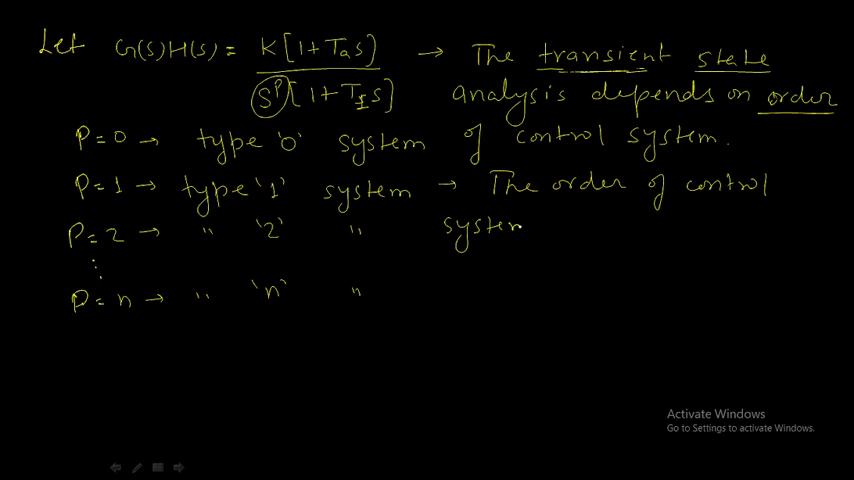 Let G(s)H(s) = K[1+Tas] / S^P[1+T1s] → The transient state
analysis depends on order
of control system.
P=0 → type '0' system
P=1 → type '1' system
→ The order of control
system
P=2 → " '2' "
⋮
P=n → " 'n' "
Activate Windows
Go to Settings to activate Windows.